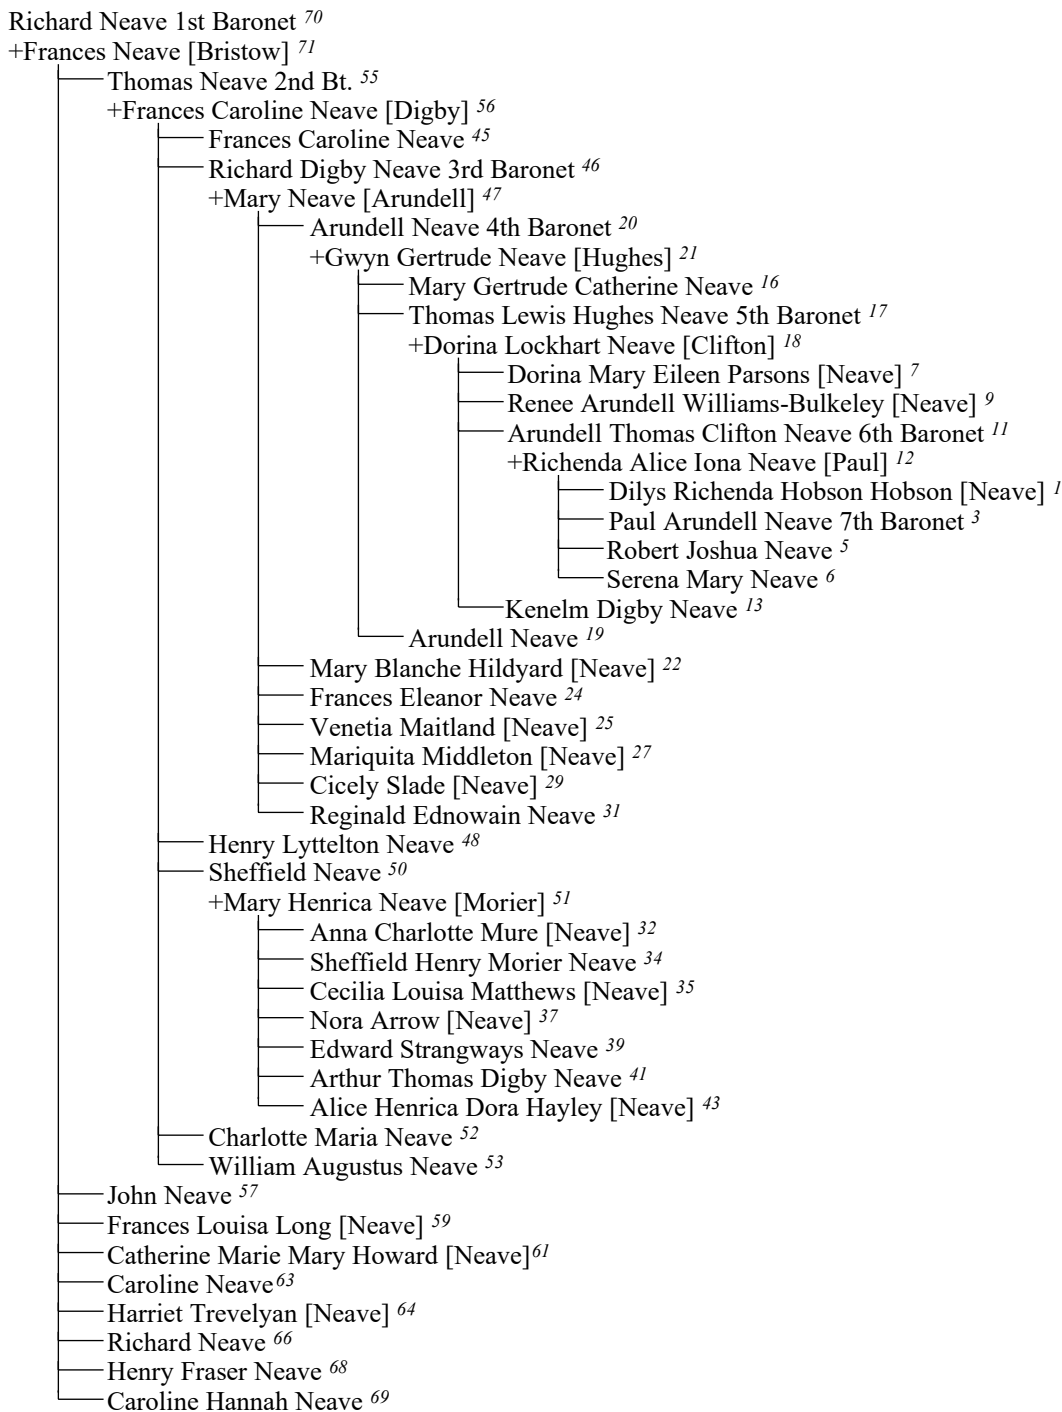 Richard Neave 1st Baronet 70
+Frances Neave [Bristow] 71
Thomas Neave 2nd Bt. 55
+Frances Caroline Neave [Digby] 56
Frances Caroline Neave 45
Richard Digby Neave 3rd Baronet 46
+Mary Neave [Arundell] 47
Arundell Neave 4th Baronet 20
+Gwyn Gertrude Neave [Hughes] 21
Mary Gertrude Catherine Neave 16
Thomas Lewis Hughes Neave 5th Baronet 17
+Dorina Lockhart Neave [Clifton] 18
Dorina Mary Eileen Parsons [Neave] 7
Renee Arundell Williams-Bulkeley [Neave] 9
Arundell Thomas Clifton Neave 6th Baronet 11
+Richenda Alice Iona Neave [Paul] 12
Dilys Richenda Hobson Hobson [Neave] 1
Paul Arundell Neave 7th Baronet 3
Robert Joshua Neave 5
Serena Mary Neave 6
Kenelm Digby Neave 13
Arundell Neave 19
Mary Blanche Hildyard [Neave] 22
Frances Eleanor Neave 24
Venetia Maitland [Neave] 25
Mariquita Middleton [Neave] 27
Cicely Slade [Neave] 29
Reginald Ednowain Neave 31
Henry Lyttelton Neave 48
Sheffield Neave 50
+Mary Henrica Neave [Morier] 51
Anna Charlotte Mure [Neave] 32
Sheffield Henry Morier Neave 34
Cecilia Louisa Matthews [Neave] 35
Nora Arrow [Neave] 37
Edward Strangways Neave 39
Arthur Thomas Digby Neave 41
Alice Henrica Dora Hayley [Neave] 43
Charlotte Maria Neave 52
William Augustus Neave 53
John Neave 57
Frances Louisa Long [Neave] 59
Catherine Marie Mary Howard [Neave]61
Caroline Neave63
Harriet Trevelyan [Neave] 64
Richard Neave 66
Henry Fraser Neave 68
Caroline Hannah Neave 69